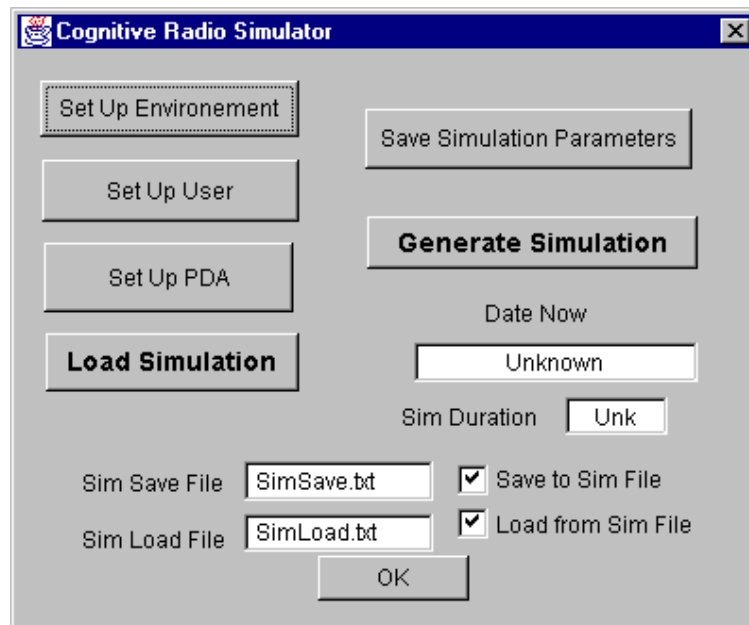 Cognitive Radio Simulator
Set Up Environement
Save Simulation Parameters
Set Up User
Generate Simulation
Set Up PDA
Date Now
Load Simulation
Unknown
Sim Duration Unk
Sim Save File SimSave.txt Save to Sim File
Sim Load File SimLoad.txt Load from Sim File
OK